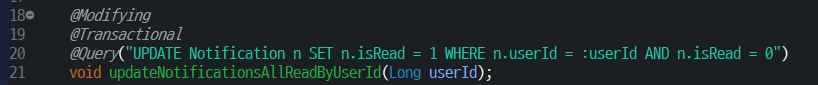 18 @Modifying
19 @Transactional
20 @Query("UPDATE Notification n SET n.isRead = 1 WHERE n.userId = :userId AND n.isRead = 0")
21 void updateNotificationsAllReadByUserId(Long userId);